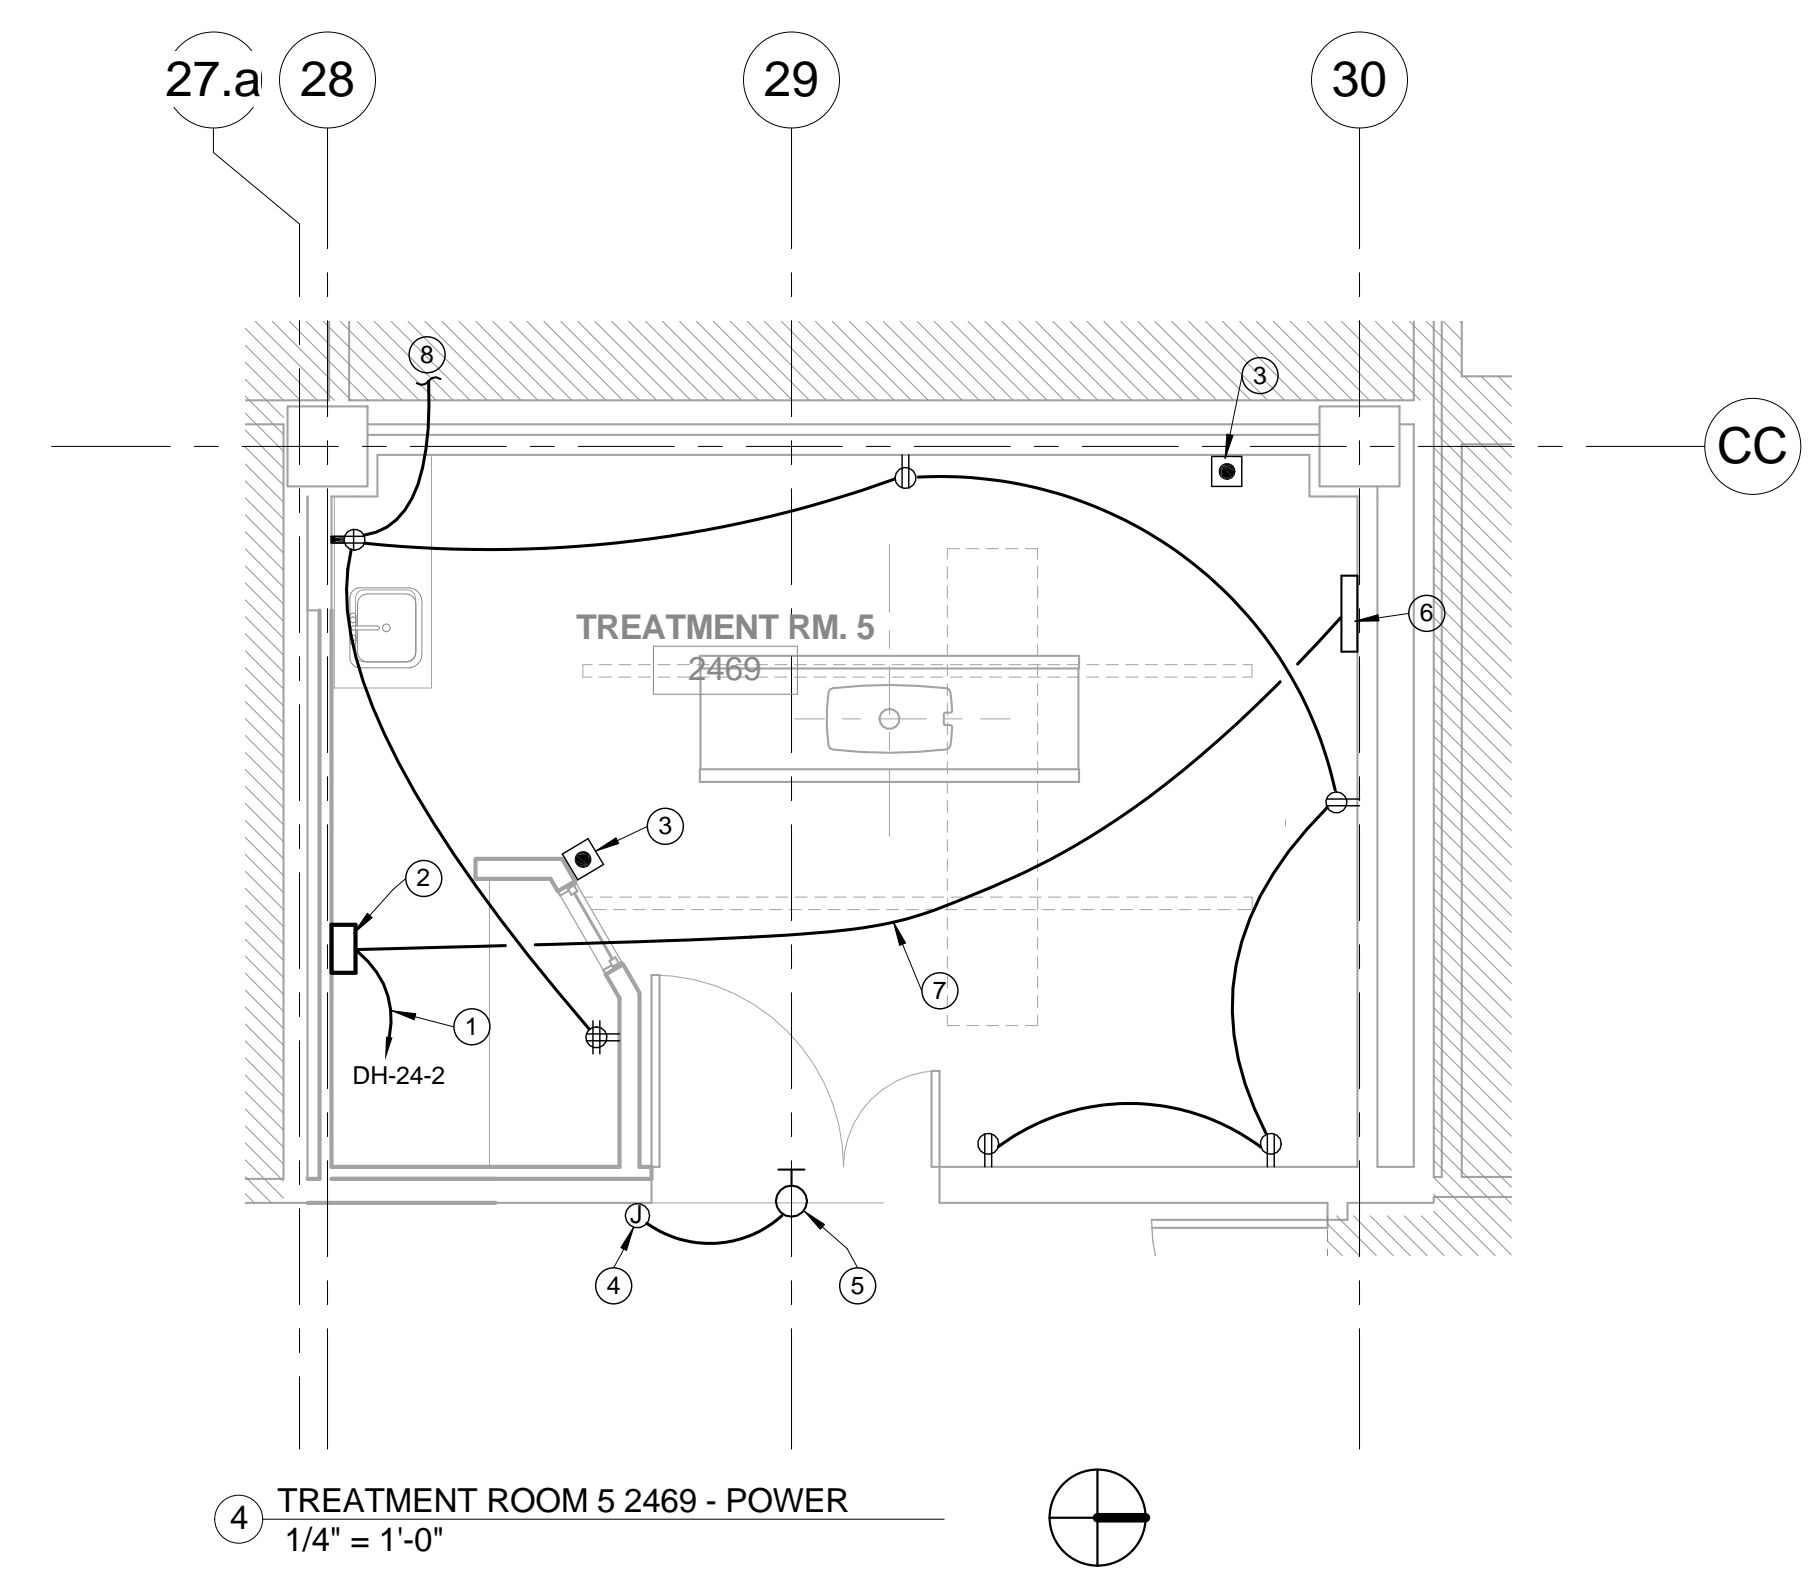 27.a 28 29 30
8
3
CC
6
TREATMENT RM. 5
2469
3
2
7
1
DH-24-2
J
4
5
4 TREATMENT ROOM 5 2469 - POWER
1/4" = 1'-0"